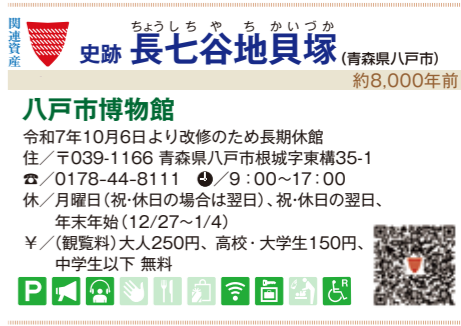 関連資産
ちょうしちやちかいづか
史跡 長七谷地貝塚(青森県八戸市)
約8,000年前
八戸市博物館
令和7年10月6日より改修のため長期休館
住/〒039-1166 青森県八戸市根城字東構35-1
☎/0178-44-8111 🕘/9:00~17:00
休/月曜日(祝・休日の場合は翌日)、祝・休日の翌日、
年末年始(12/27~1/4)
¥/(観覧料)大人250円、高校・大学生150円、
中学生以下 無料
P
R